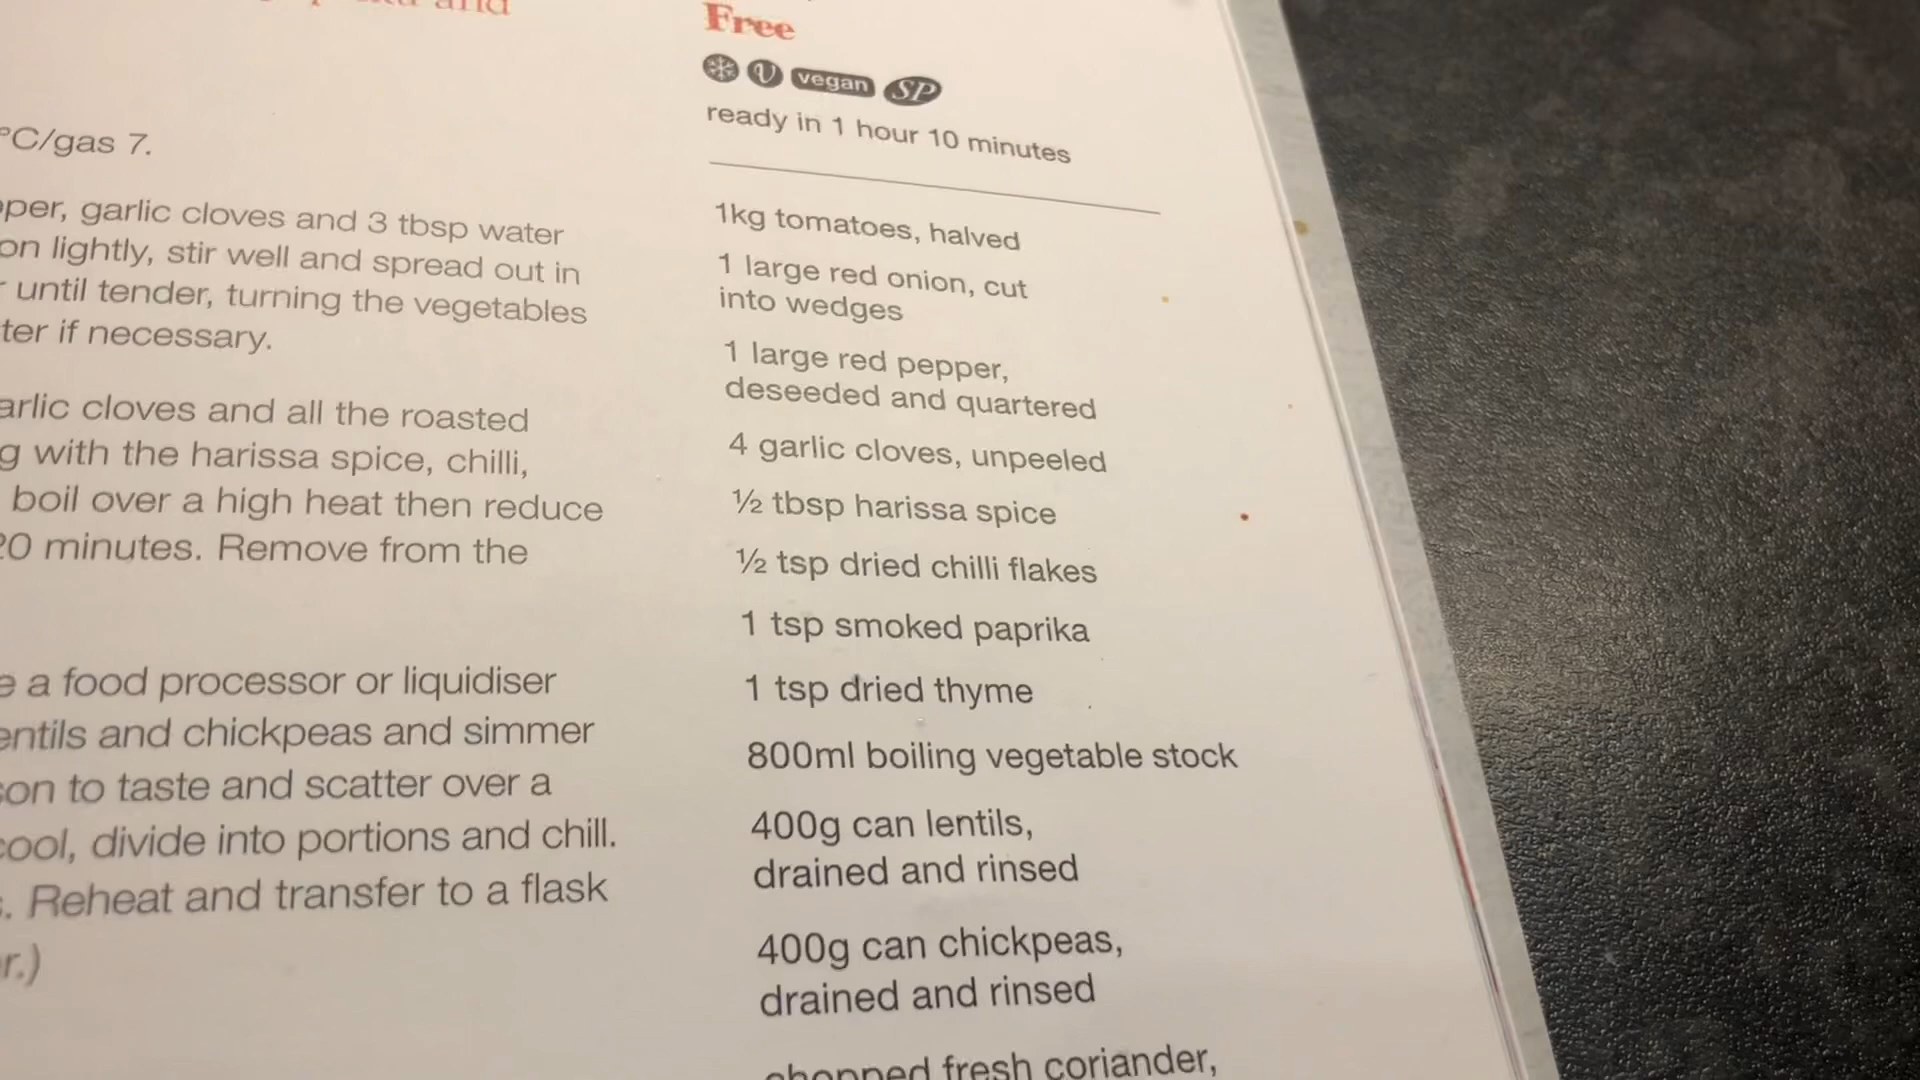 and
°C/gas 7.
garlic cloves and 3 tbsp water
lightly, stir well and spread out in
until tender, turning the vegetables
if necessary.
cloves and all the roasted
with the harissa spice, chilli,
boil over a high heat then reduce
20 minutes. Remove from the
a food processor or liquidiser
and chickpeas and simmer
to taste and scatter over a
cool, divide into portions and chill.
Reheat and transfer to a flask
Free
V vegan SP
ready in 1 hour 10 minutes
1kg tomatoes, halved
1 large red onion, cut
into wedges
1 large red pepper,
deseeded and quartered
4 garlic cloves, unpeeled
½ tbsp harissa spice
½ tsp dried chilli flakes
1 tsp smoked paprika
1 tsp dried thyme
800ml boiling vegetable stock
400g can lentils,
drained and rinsed
400g can chickpeas,
drained and rinsed
chopped fresh coriander,